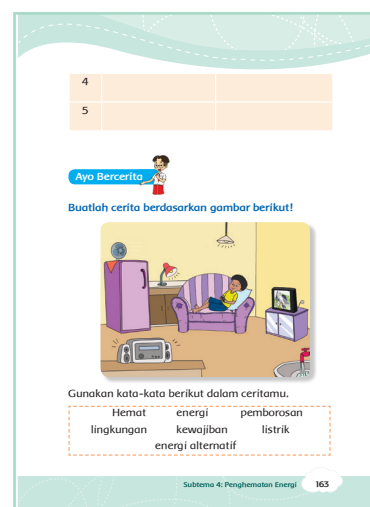 4
5
Ayo Bercerita
Buatlah cerita berdasarkan gambar berikut!
Gunakan kata-kata berikut dalam ceritamu.
Hemat energi pemborosan
lingkungan kewajiban listrik
energi alternatif
Subtema 4: Penghematan Energi 163